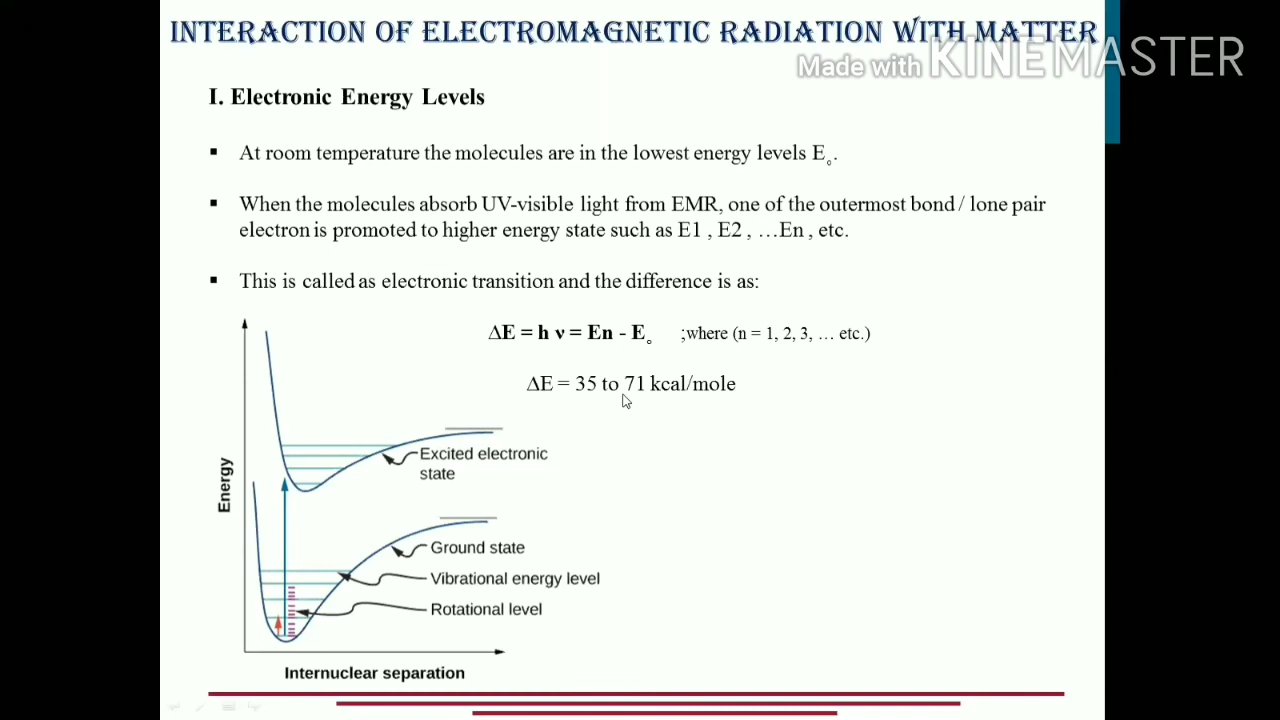 INTERACTION OF ELECTROMAGNETIC RADIATION WITH MATTER
Made with KINEMASTER
I. Electronic Energy Levels
▪ At room temperature the molecules are in the lowest energy levels E₀.
▪ When the molecules absorb UV-visible light from EMR, one of the outermost bond / lone pair
electron is promoted to higher energy state such as E1 , E2 , …En , etc.
▪ This is called as electronic transition and the difference is as:
ΔE = h ν = En - E₀ ;where (n = 1, 2, 3, … etc.)
ΔE = 35 to 71 kcal/mole
Excited electronic
state
Energy
Ground state
Vibrational energy level
Rotational level
Internuclear separation